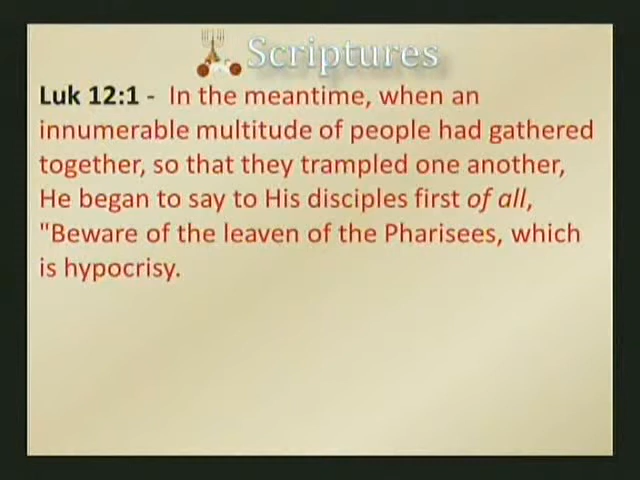 Scriptures
Luk 12:1 - In the meantime, when an
innumerable multitude of people had gathered
together, so that they trampled one another,
He began to say to His disciples first of all,
"Beware of the leaven of the Pharisees, which
is hypocrisy.